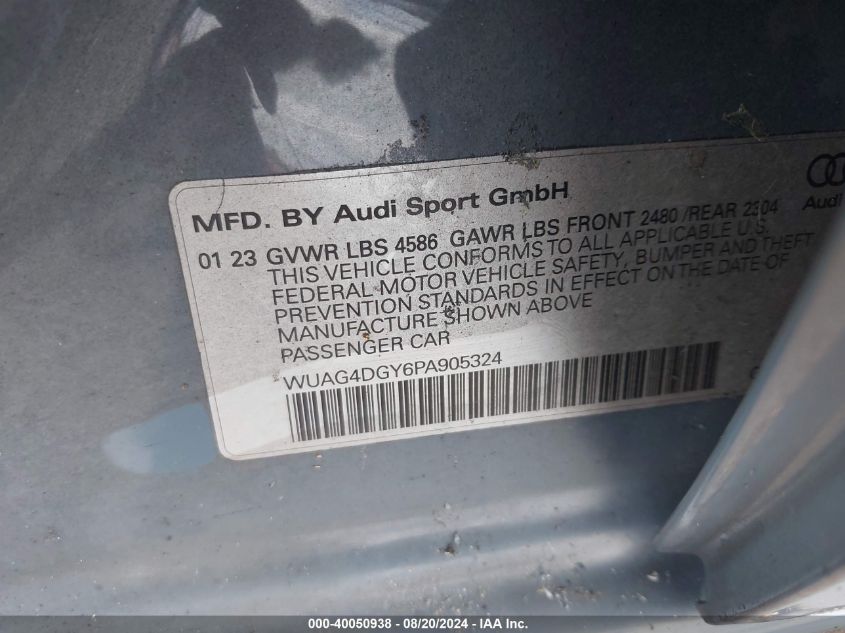 MFD. BY Audi Sport GmbH
Audi
01 23 GVWR LBS 4586 GAWR LBS FRONT 2480 /REAR 2304
THIS VEHICLE CONFORMS TO ALL APPLICABLE U.S.
FEDERAL MOTOR VEHICLE SAFETY, BUMPER AND THEFT
PREVENTION STANDARDS IN EFFECT ON THE DATE OF
MANUFACTURE SHOWN ABOVE
PASSENGER CAR
WUAG4DGY6PA905324
000-40050938 - 08/20/2024 - IAA Inc.